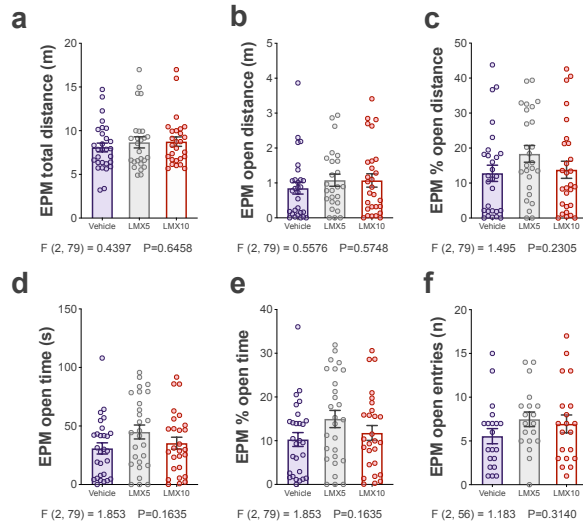 a
EPM total distance (m)
20
15
10
5
0
Vehicle LMX5 LMX10
F (2, 79) = 0.4397 P=0.6458
b
EPM open distance (m)
5
4
3
2
1
0
Vehicle LMX5 LMX10
F (2, 79) = 0.5576 P=0.5748
c
EPM % open distance
50
40
30
20
10
0
Vehicle LMX5 LMX10
F (2, 79) = 1.495 P=0.2305
d
EPM open time (s)
150
100
50
0
Vehicle LMX5 LMX10
F (2, 79) = 1.853 P=0.1635
e
EPM % open time
40
30
20
10
0
Vehicle LMX5 LMX10
F (2, 79) = 1.853 P=0.1635
f
EPM open entries (n)
20
15
10
5
0
Vehicle LMX5 LMX10
F (2, 56) = 1.183 P=0.3140